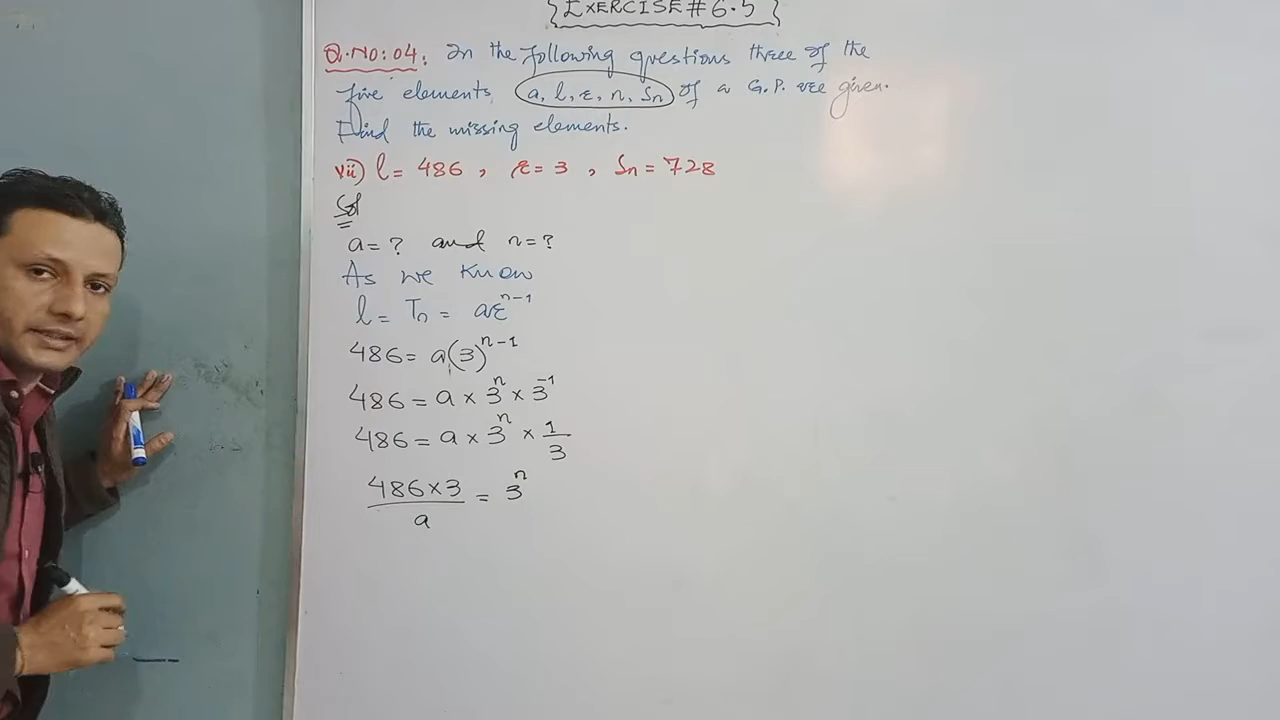 EXERCISE # 6.5
Q.NO:04: In the following questions three of the
five elements (a, l, r, n, Sn) of a G.P. are given.
Find the missing elements.
vii) l = 486 , r = 3 , Sn = 728
Sol
a = ? and n = ?
As we know
l = Tn = ar^n-1
486 = a(3)^n-1
486 = a × 3^n × 3^-1
486 = a × 3^n × 1/3
486×3/a = 3^n